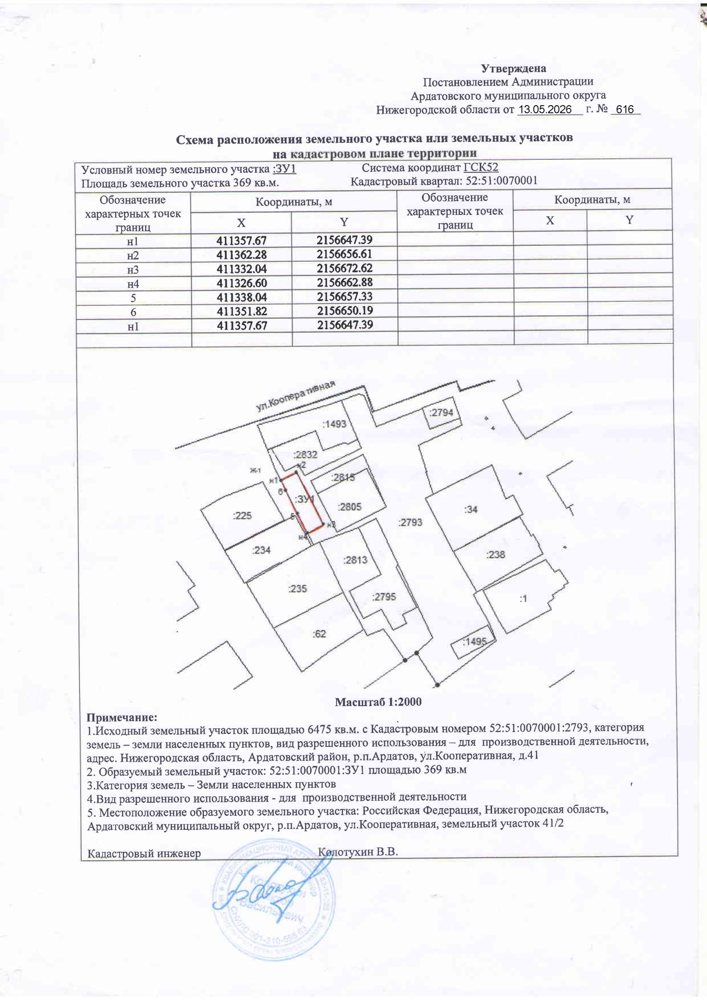 Утверждена
Постановлением Администрации
Ардатовского муниципального округа
Нижегородской области от 13.05.2026 г. № 616
Схема расположения земельного участка или земельных участков
на кадастровом плане территории
Условный номер земельного участка :ЗУ1 Система координат ГСК52
Площадь земельного участка 369 кв.м. Кадастровый квартал: 52:51:0070001
Обозначение характерных точек границ Координаты, м Обозначение характерных точек границ Координаты, м
X Y X Y
н1 411357.67 2156647.39
н2 411362.28 2156656.61
н3 411332.04 2156672.62
н4 411326.60 2156662.88
5 411338.04 2156657.33
6 411351.82 2156650.19
н1 411357.67 2156647.39
ул.Кооперативная
:2794
:1493
:2832
н2
Ж-1
н1
:2815
6
:ЗУ1
:2805
:34
:225
5
:2793
н3
н4
:234
:238
:2813
:235
:2795
:1
:62
:1495
Масштаб 1:2000
Примечание:
1.Исходный земельный участок площадью 6475 кв.м. с Кадастровым номером 52:51:0070001:2793, категория
земель – земли населенных пунктов, вид разрешенного использования – для производственной деятельности,
адрес. Нижегородская область, Ардатовский район, р.п.Ардатов, ул.Кооперативная, д.41
2. Образуемый земельный участок: 52:51:0070001:ЗУ1 площадью 369 кв.м
3.Категория земель – Земли населенных пунктов
4.Вид разрешенного использования - для производственной деятельности
5. Местоположение образуемого земельного участка: Российская Федерация, Нижегородская область,
Ардатовский муниципальный округ, р.п.Ардатов, ул.Кооперативная, земельный участок 41/2
Кадастровый инженер Колотухин В.В.
Кадастровый инженер
Колотухин
Васильевич